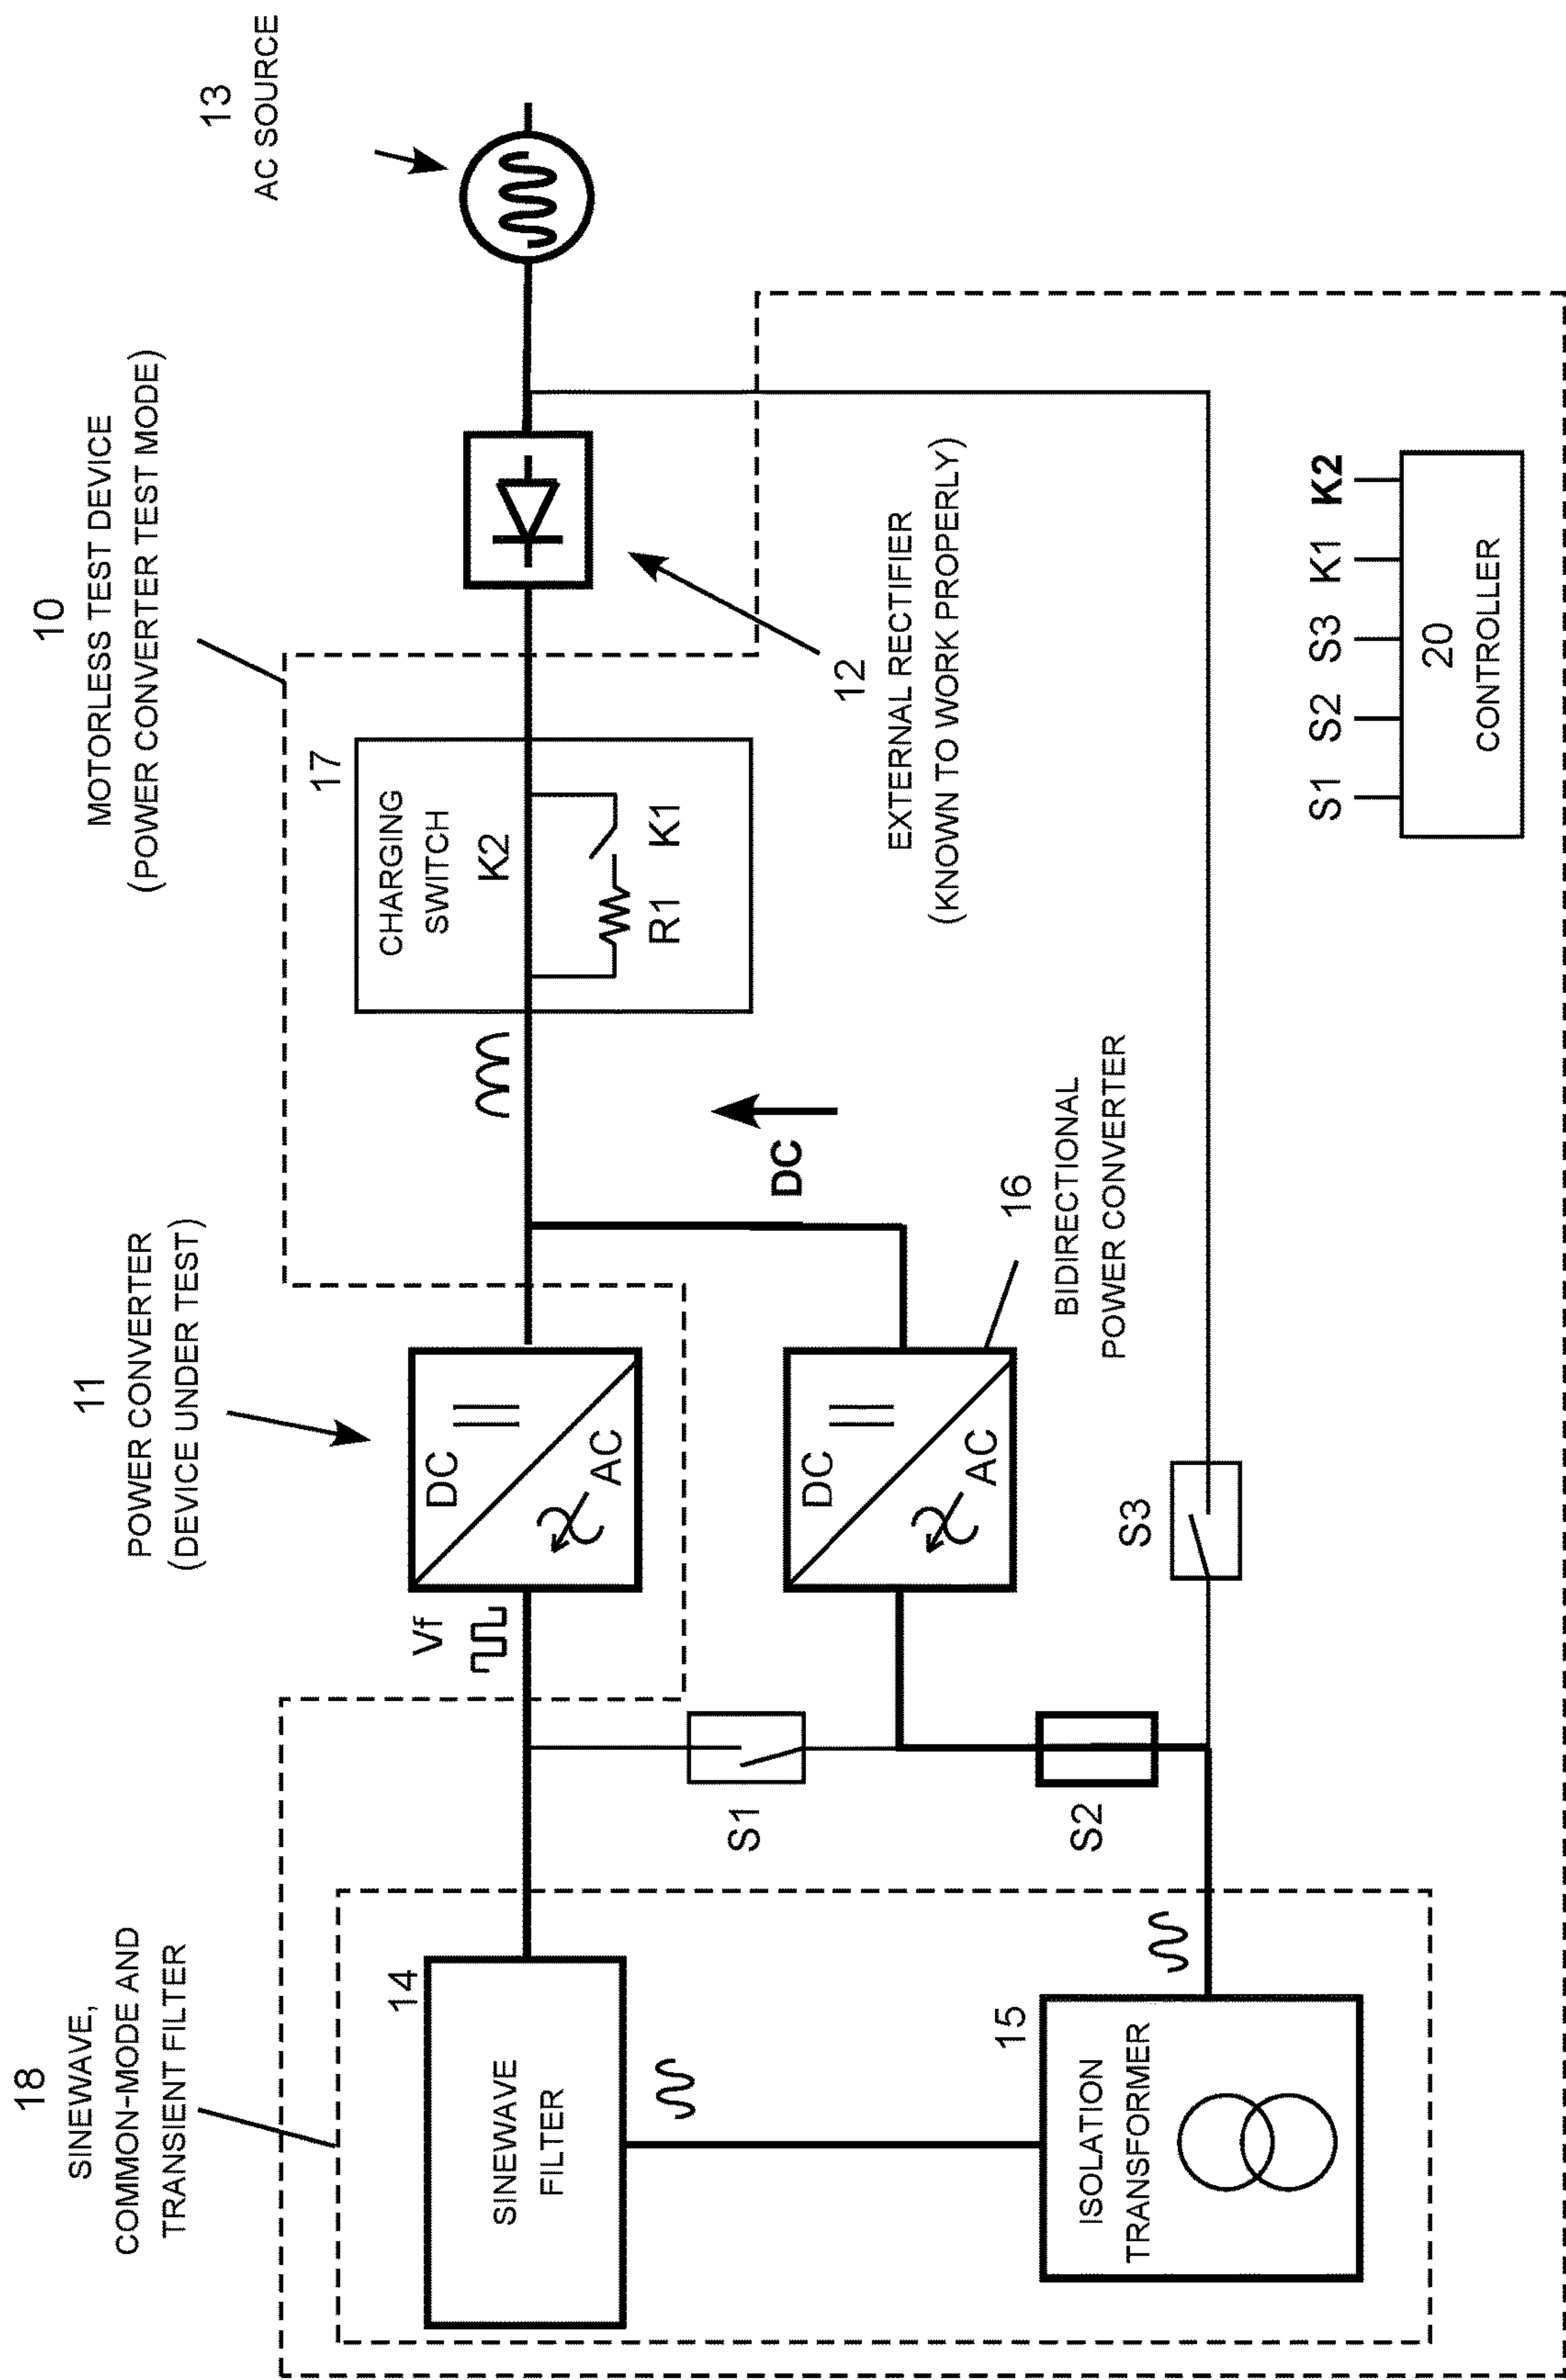 18
SINEWAVE,
COMMON-MODE AND
TRANSIENT FILTER
11
POWER CONVERTER
(DEVICE UNDER TEST)
10
MOTORLESS TEST DEVICE
(POWER CONVERTER TEST MODE)
13
AC SOURCE
14
SINEWAVE
FILTER
Vf
DC
AC
17
CHARGING
SWITCH
K2
R1 K1
DC
12
EXTERNAL RECTIFIER
(KNOWN TO WORK PROPERLY)
S1
DC
AC
16
BIDIRECTIONAL
POWER CONVERTER
15
ISOLATION
TRANSFORMER
S2
S3
S1 S2 S3 K1 K2
20
CONTROLLER